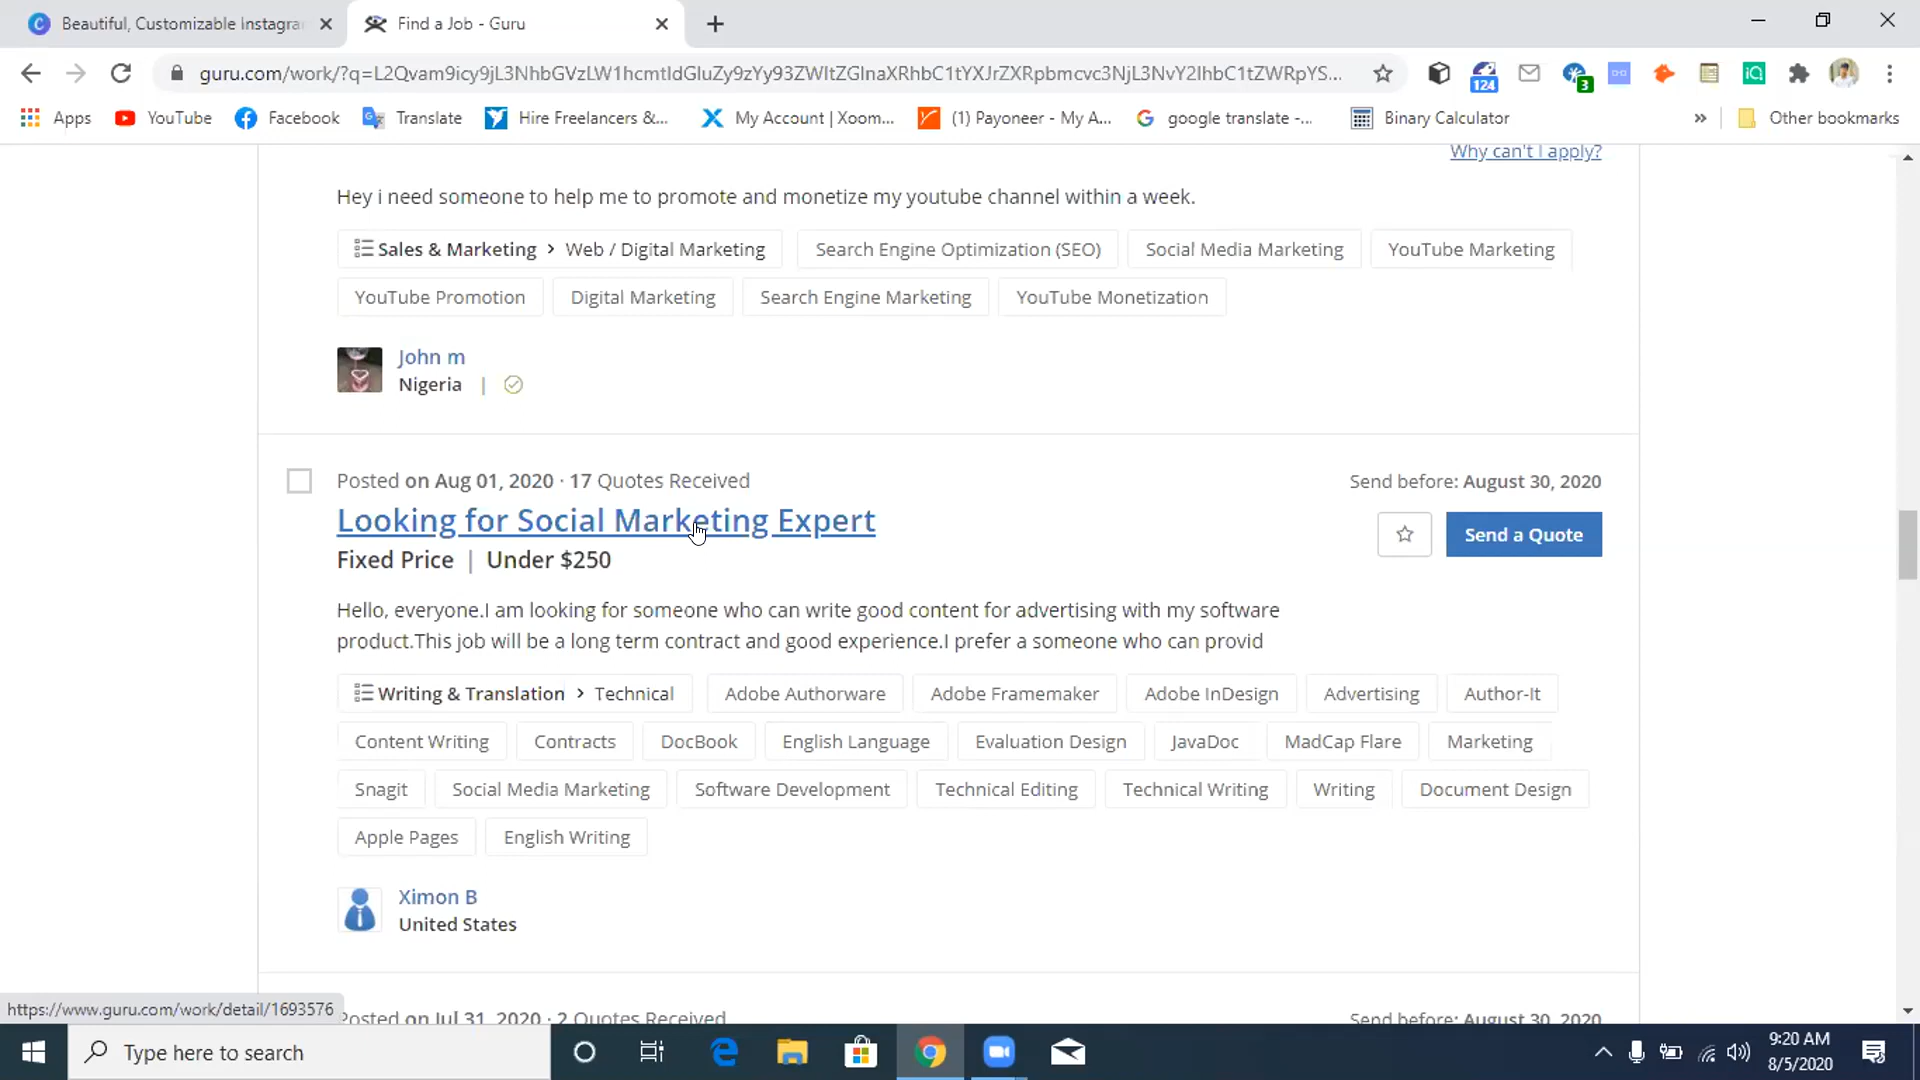 Beautiful, Customizable Instagra
Find a Job - Guru
guru.com/work/?q=L2Qvam9icy9jL3NhbGVzLW1hcmtldGluZy9zYy93ZWItZGlnaXRhbC1tYXJrZXRpbmcvc3NjL3NvY2lhbC1tZWRpYS...
124
3
Apps YouTube Facebook Translate Hire Freelancers &... My Account | Xoom... (1) Payoneer - My A... google translate -... Binary Calculator » Other bookmarks
Why can't I apply?
Hey i need someone to help me to promote and monetize my youtube channel within a week.
Sales & Marketing > Web / Digital Marketing Search Engine Optimization (SEO) Social Media Marketing YouTube Marketing
YouTube Promotion Digital Marketing Search Engine Marketing YouTube Monetization
John m
Nigeria |
Posted on Aug 01, 2020 · 17 Quotes Received Send before: August 30, 2020
Looking for Social Marketing Expert Send a Quote
Fixed Price | Under $250
Hello, everyone.I am looking for someone who can write good content for advertising with my software
product.This job will be a long term contract and good experience.I prefer a someone who can provid
Writing & Translation > Technical Adobe Authorware Adobe Framemaker Adobe InDesign Advertising Author-It
Content Writing Contracts DocBook English Language Evaluation Design JavaDoc MadCap Flare Marketing
Snagit Social Media Marketing Software Development Technical Editing Technical Writing Writing Document Design
Apple Pages English Writing
Ximon B
United States
https://www.guru.com/work/detail/1693576
Posted on Jul 31, 2020 · 2 Quotes Received Send before: August 30, 2020
Type here to search
9:20 AM
8/5/2020